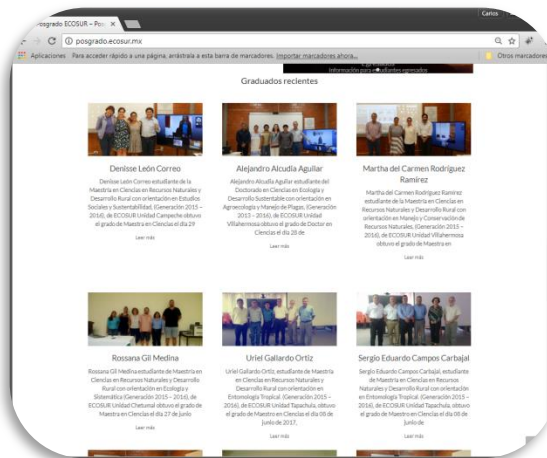 Carlos
posgrado ECOSUR – Pos
posgrado.ecosur.mx
Aplicaciones Para acceder rápido a una página, arrástrala a esta barra de marcadores. Importar marcadores ahora... Otros marcadores
información para estudiantes egresados
Graduados recientes
Denisse León Correo
Denisse León Correo estudiante de la
Maestría en Ciencias en Recursos Naturales y
Desarrollo Rural con orientación en Estudios
Sociales y Sustentabilidad, (Generación 2015 –
2016), de ECOSUR Unidad Campeche obtuvo
el grado de Maestra en Ciencias el día 29
Leer más
Alejandro Alcudia Aguilar
Alejandro Alcudia Aguilar estudiante del
Doctorado en Ciencias en Ecología y
Desarrollo Sustentable con orientación en
Agroecología y Manejo de Plagas, (Generación
2013 – 2016), de ECOSUR Unidad
Villahermosa obtuvo el grado de Doctor en
Ciencias el día 28 de
Leer más
Martha del Carmen Rodríguez
Ramírez
Martha del Carmen Rodríguez Ramírez
estudiante de la Maestría en Ciencias en
Recursos Naturales y Desarrollo Rural con
orientación en Manejo y Conservación de
Recursos Naturales, (Generación 2015 –
2016), de ECOSUR Unidad Villahermosa
obtuvo el grado de Maestra en
Leer más
Rossana Gil Medina
Rossana Gil Medina estudiante de Maestría en
Ciencias en Recursos Naturales y Desarrollo
Rural con orientación en Ecología y
Sistemática (Generación 2015 – 2016), de
ECOSUR Unidad Chetumal obtuvo el grado de
Maestra en Ciencias el día 27 de junio
Leer más
Uriel Gallardo Ortiz
Uriel Gallardo Ortiz, estudiante de Maestría
en Ciencias en Recursos Naturales y
Desarrollo Rural con orientación en
Entomología Tropical. (Generación 2015 –
2016), de ECOSUR Unidad Tapachula, obtuvo
el grado de Maestro en Ciencias el día 08 de
junio de 2017,
Leer más
Sergio Eduardo Campos Carbajal
Sergio Eduardo Campos Carbajal, estudiante
de Maestría en Ciencias en Recursos
Naturales y Desarrollo Rural con orientación
en Entomología Tropical. (Generación 2015 –
2016), de ECOSUR Unidad Tapachula, obtuvo
el grado de Maestro en Ciencias el día 08 de
junio de
Leer más